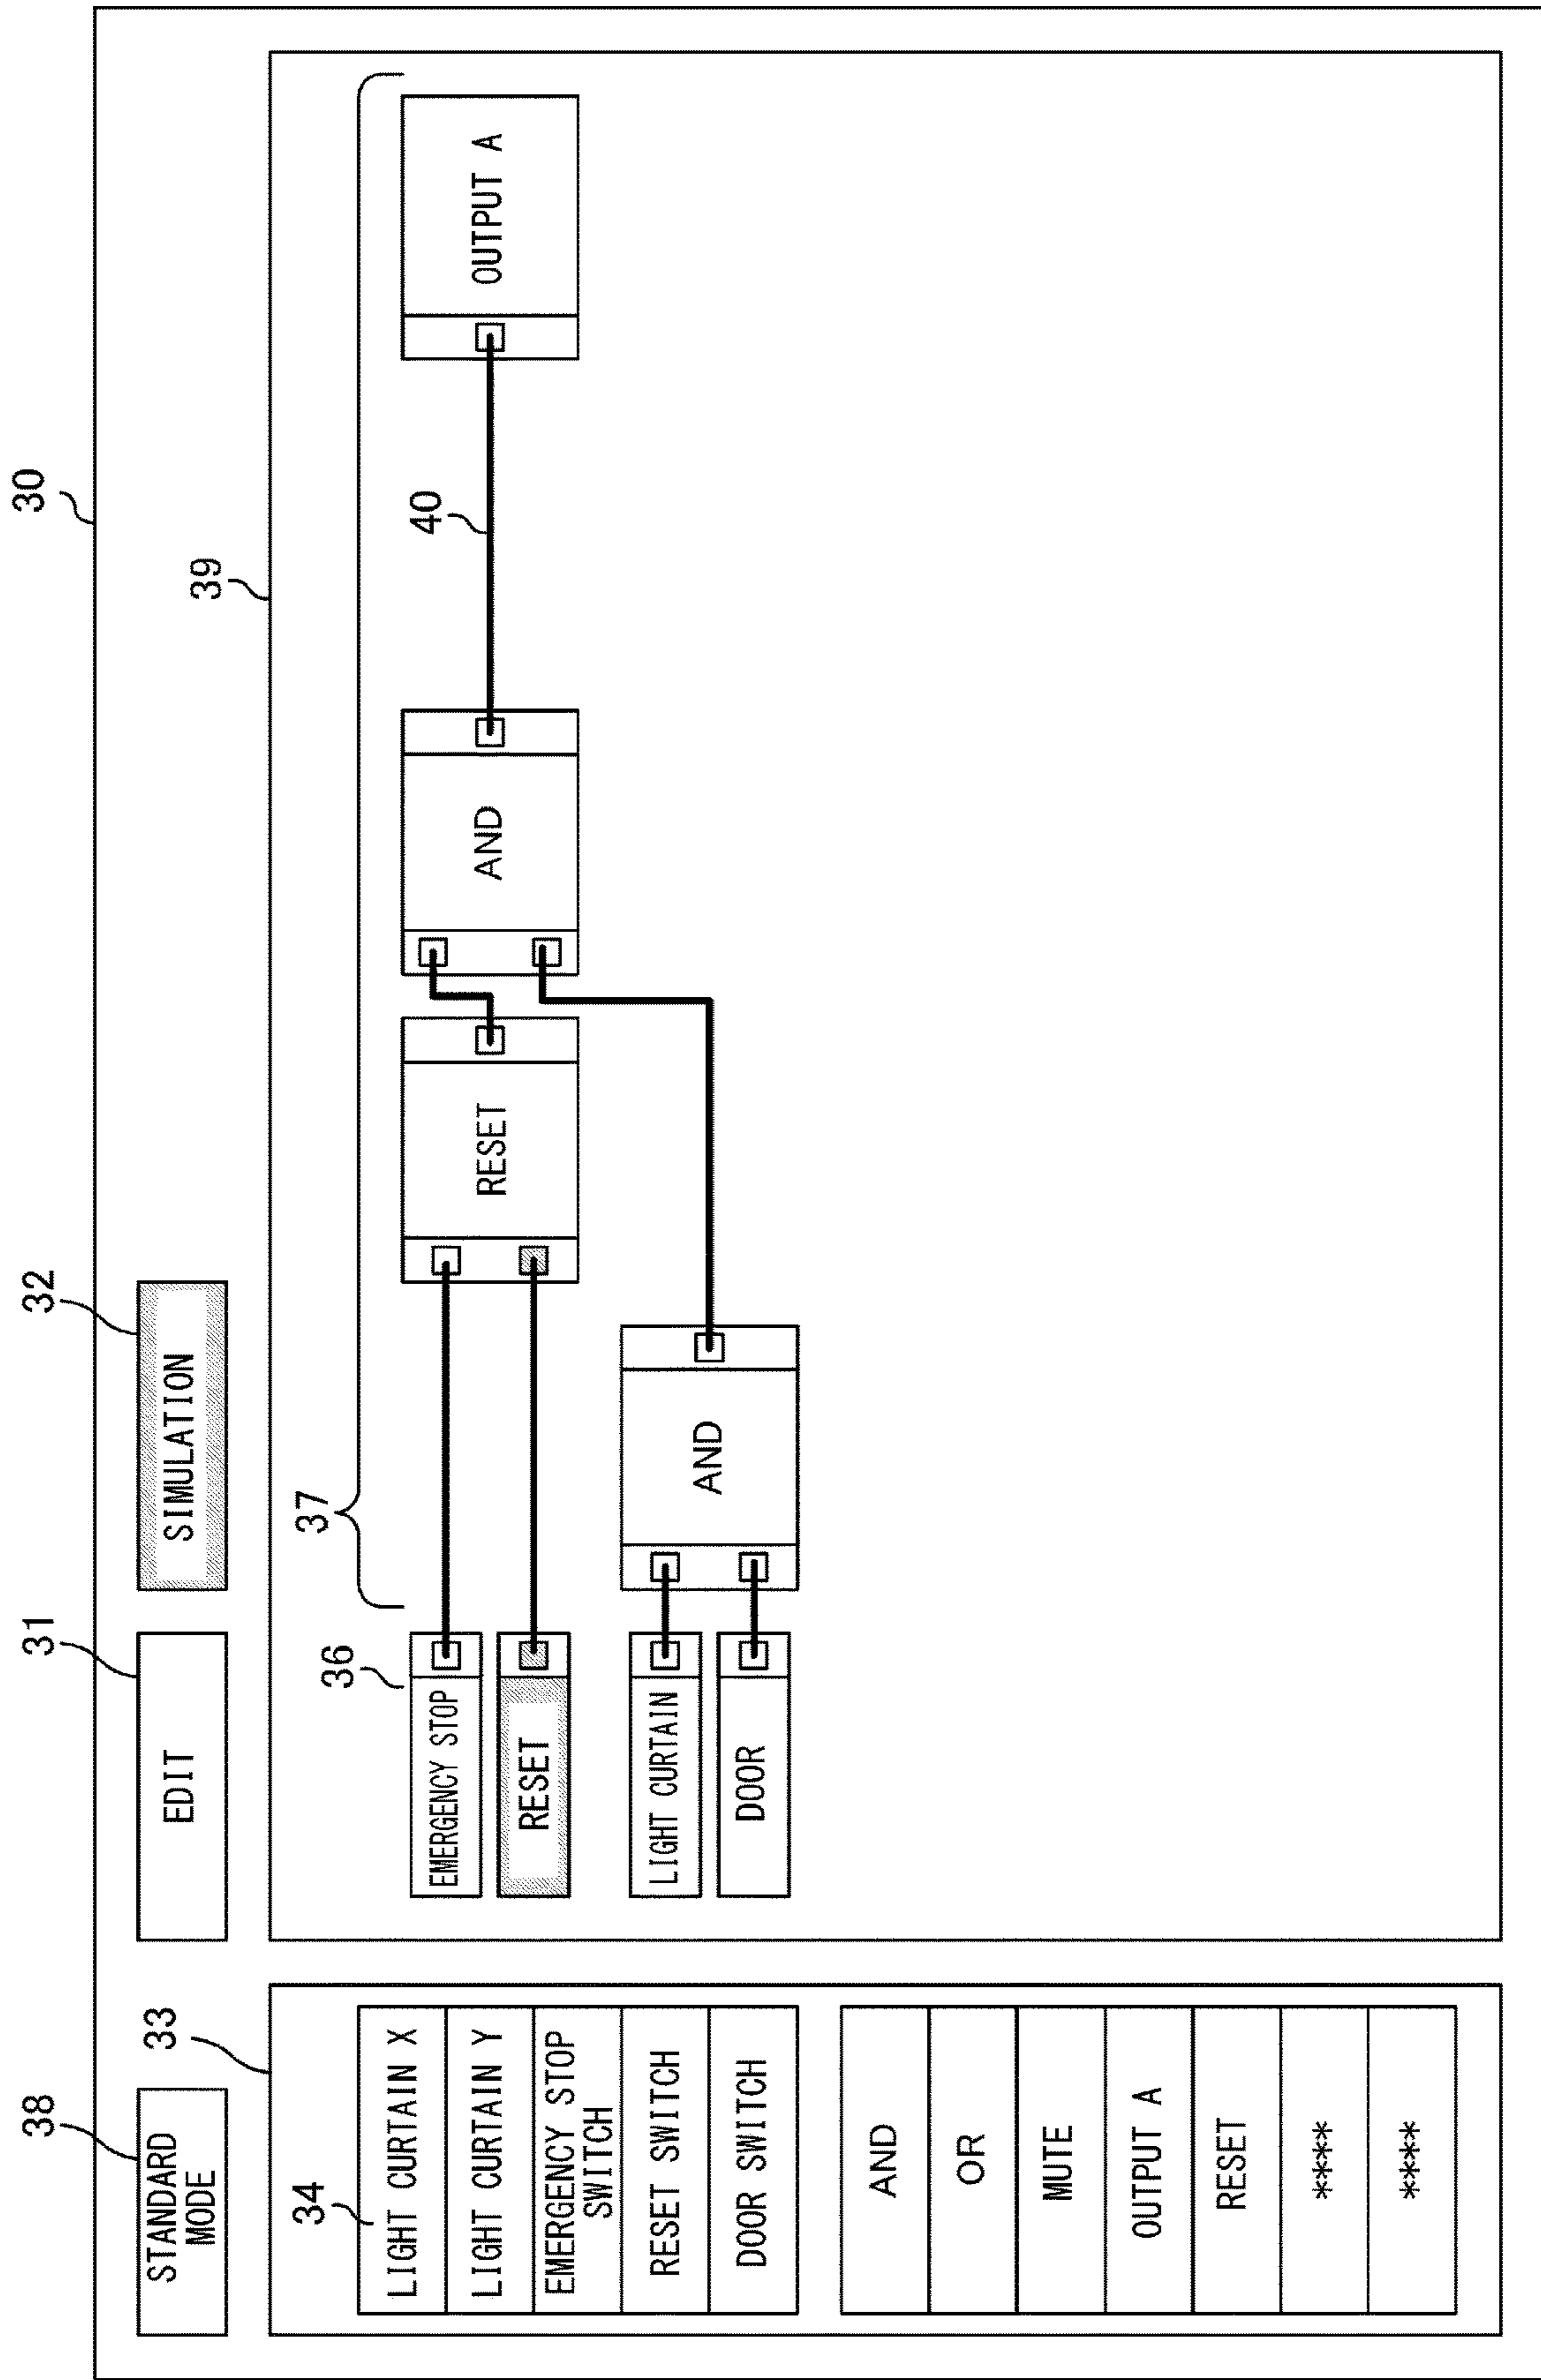 30
38
STANDARD
MODE
31
EDIT
32
SIMULATION
33
39
34
LIGHT CURTAIN X
LIGHT CURTAIN Y
EMERGENCY STOP
SWITCH
RESET SWITCH
DOOR SWITCH
AND
OR
MUTE
OUTPUT A
RESET
****
****
36
37
EMERGENCY STOP
RESET
LIGHT CURTAIN
DOOR
AND
RESET
AND
40
OUTPUT A